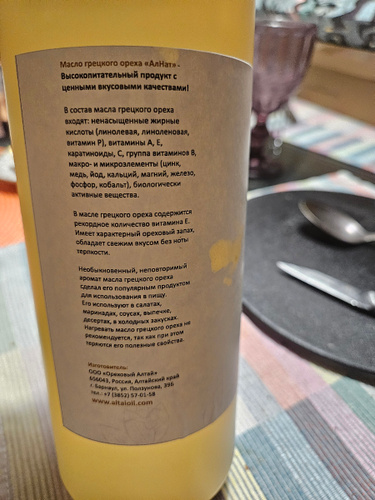 Масло грецкого ореха «АлНат» -
Высокопитательный продукт с
ценными вкусовыми качествами!
В состав масла грецкого ореха
входят: ненасыщенные жирные
кислоты (линолевая, линоленовая,
витамин F), витамины А, Е,
каратиноиды, С, группа витаминов В,
макро- и микроэлементы (цинк,
медь, йод, кальций, магний, железо,
фосфор, кобальт), биологически
активные вещества.
В масле грецкого ореха содержится
рекордное количество витамина Е.
Имеет характерный ореховый запах,
обладает свежим вкусом без ноты
терпкости.
Необыкновенный, неповторимый
аромат масла грецкого ореха
сделал его популярным продуктом
для использования в пищу.
Его используют в салатах,
маринадах, соусах, выпечке,
десертах, в холодных закусках.
Нагревать масло грецкого ореха не
рекомендуется, так как при этом
теряются его полезные свойства.
Изготовитель:
ООО «Ореховый Алтай»
656043, Россия, Алтайский край
г. Барнаул, ул. Ползунова, 39б
тел.: +7 (3852) 57-01-58
www.altaioil.com